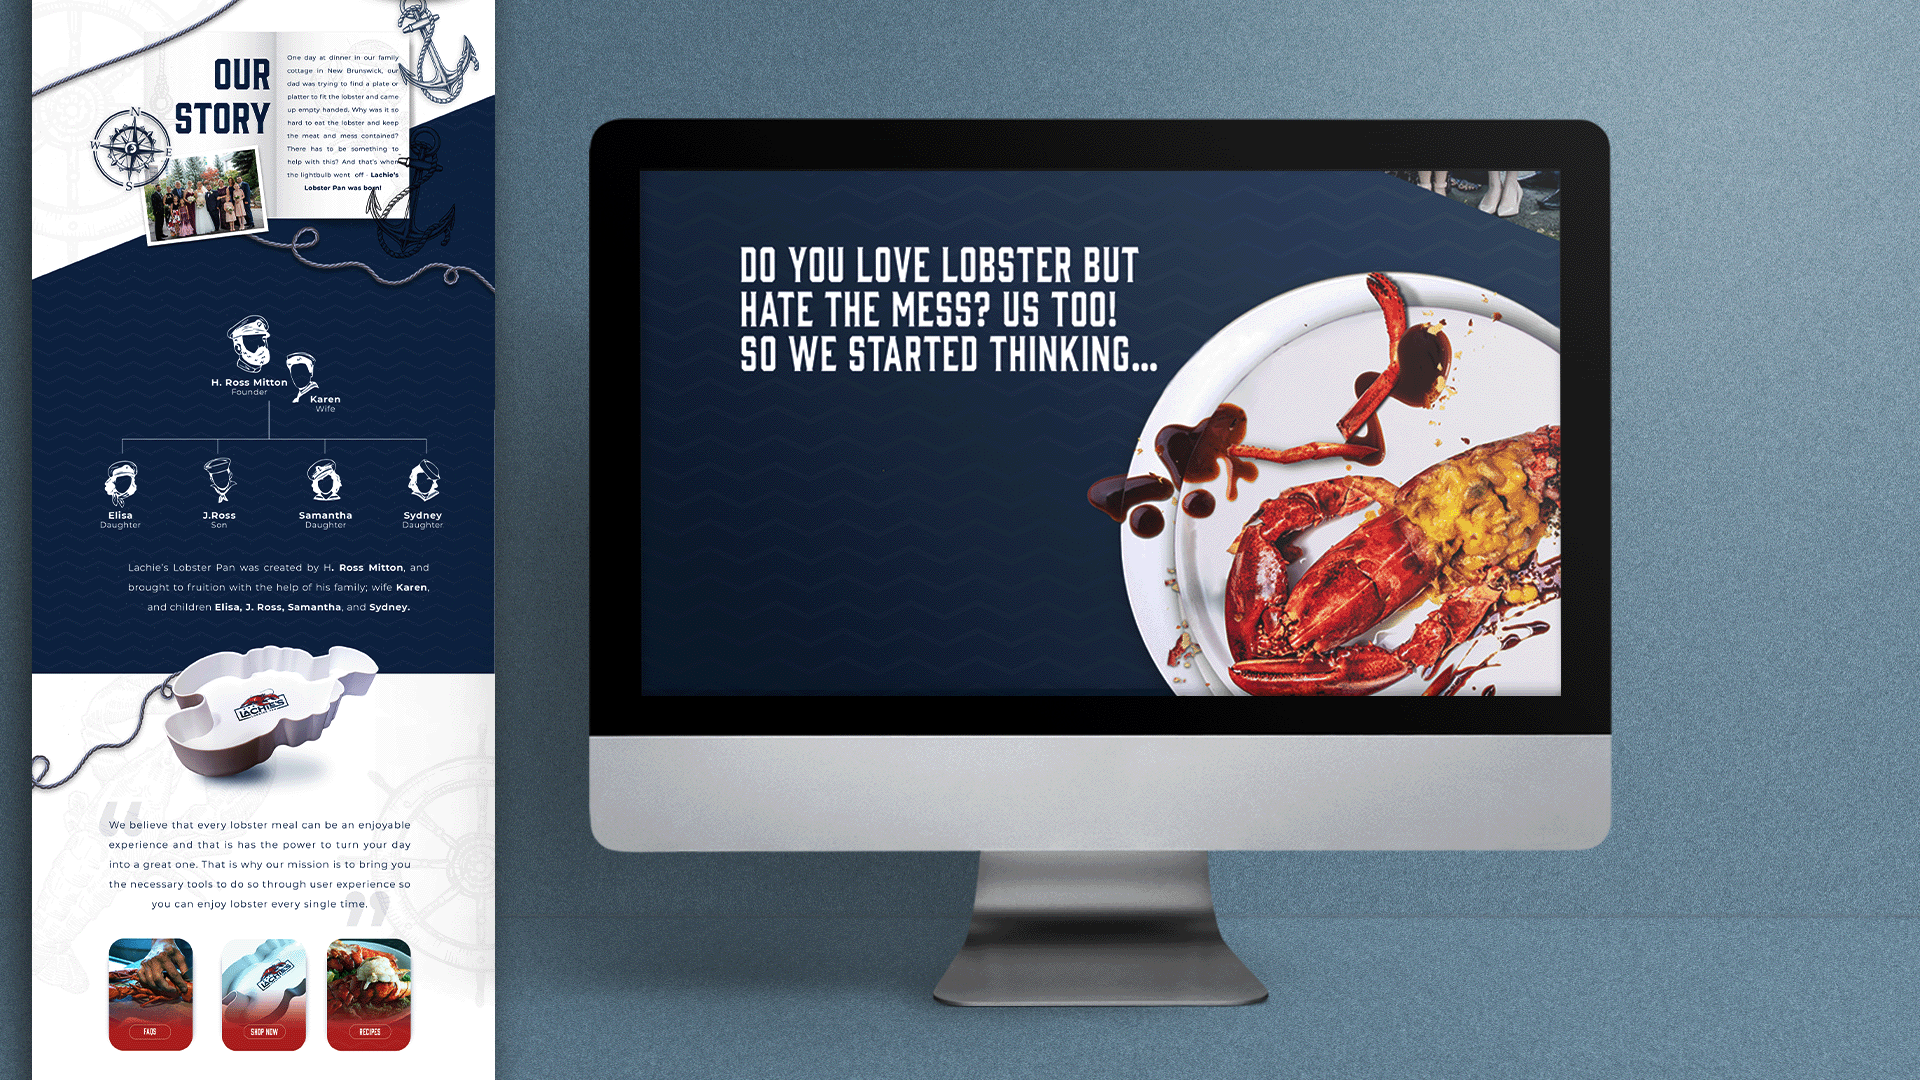 OUR
STORY
One day at dinner in our family
cottage in New Brunswick, our
dad was trying to find a plate or
platter to fit the lobster and came
up empty handed. Why was it so
hard to eat the lobster and keep
the meat and mess contained?
There has to be something to
help with this? And that's when
the lightbulb went off - Lachie's
Lobster Pan was born!
N
W
E
S
H. Ross Mitton
Founder
Karen
Wife
Elisa
Daughter
J.Ross
Son
Samantha
Daughter
Sydney
Daughter
Lachie's Lobster Pan was created by H. Ross Mitton, and
brought to fruition with the help of his family; wife Karen,
and children Elisa, J. Ross, Samantha, and Sydney.
LACHIE'S
"
We believe that every lobster meal can be an enjoyable
experience and that is has the power to turn your day
into a great one. That is why our mission is to bring you
the necessary tools to do so through user experience so
you can enjoy lobster every single time.
"
FAQS
LACHIE'S
SHOP NOW
RECIPES
DO YOU LOVE LOBSTER BUT
HATE THE MESS? US TOO!
SO WE STARTED THINKING...